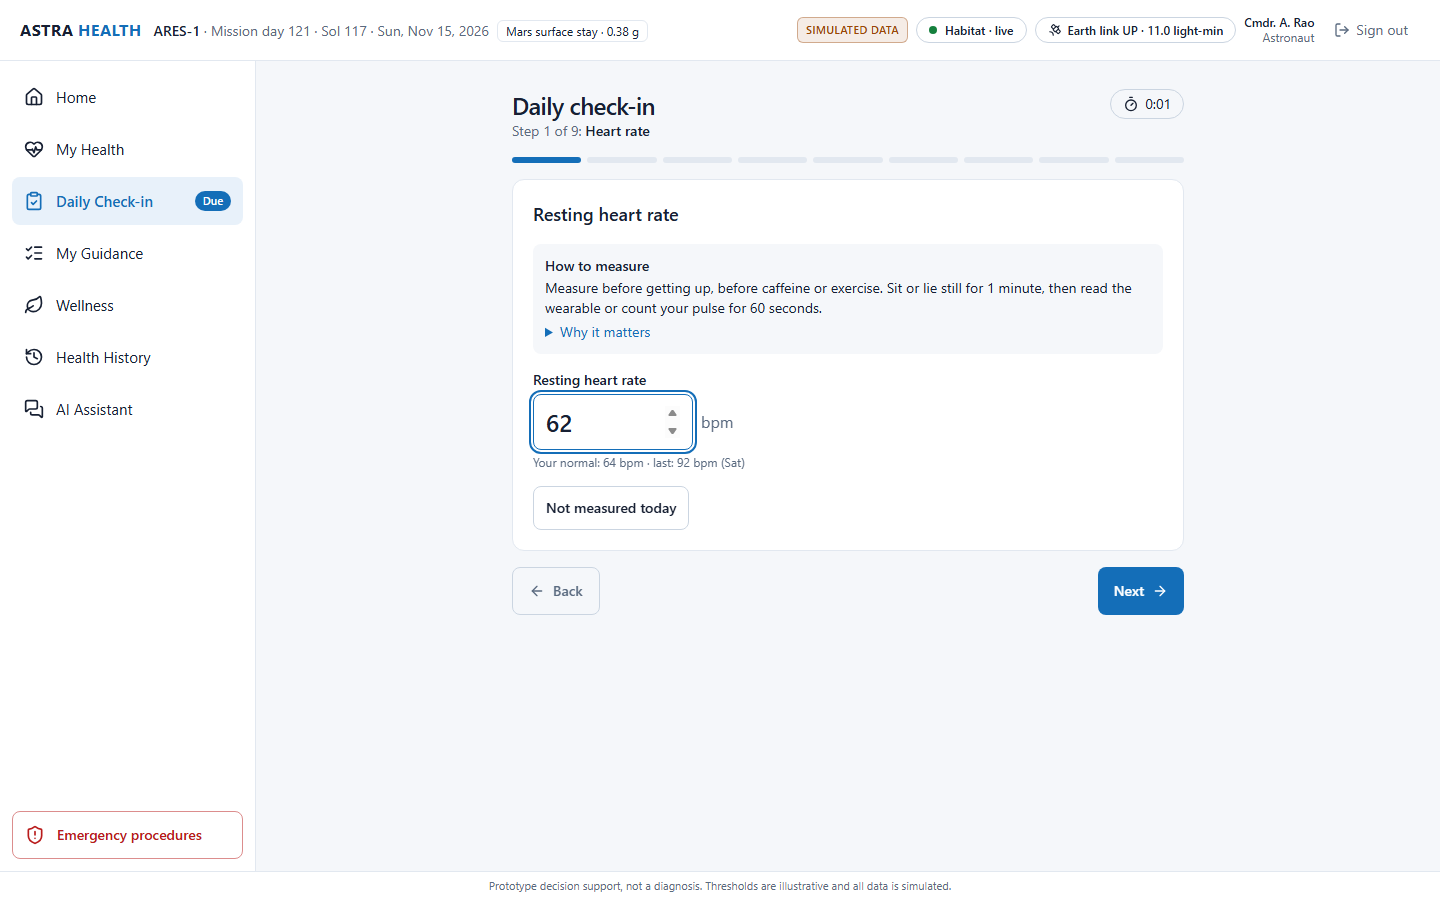 ASTRA HEALTH ARES-1 · Mission day 121 · Sol 117 · Sun, Nov 15, 2026 Mars surface stay · 0.38 g SIMULATED DATA Habitat · live Earth link UP · 11.0 light-min Cmdr. A. Rao Astronaut Sign out
Home
My Health
Daily Check-in Due
My Guidance
Wellness
Health History
AI Assistant
Emergency procedures
Daily check-in 0:01
Step 1 of 9: Heart rate
Resting heart rate
How to measure
Measure before getting up, before caffeine or exercise. Sit or lie still for 1 minute, then read the
wearable or count your pulse for 60 seconds.
Why it matters
Resting heart rate
62 bpm
Your normal: 64 bpm · last: 92 bpm (Sat)
Not measured today
Back Next
Prototype decision support, not a diagnosis. Thresholds are illustrative and all data is simulated.